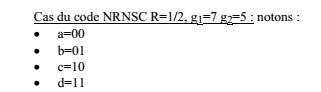 Cas du code NRNSC R=1/2, g1=7 g2=5 : notons :
• a=00
• b=01
• c=10
• d=11